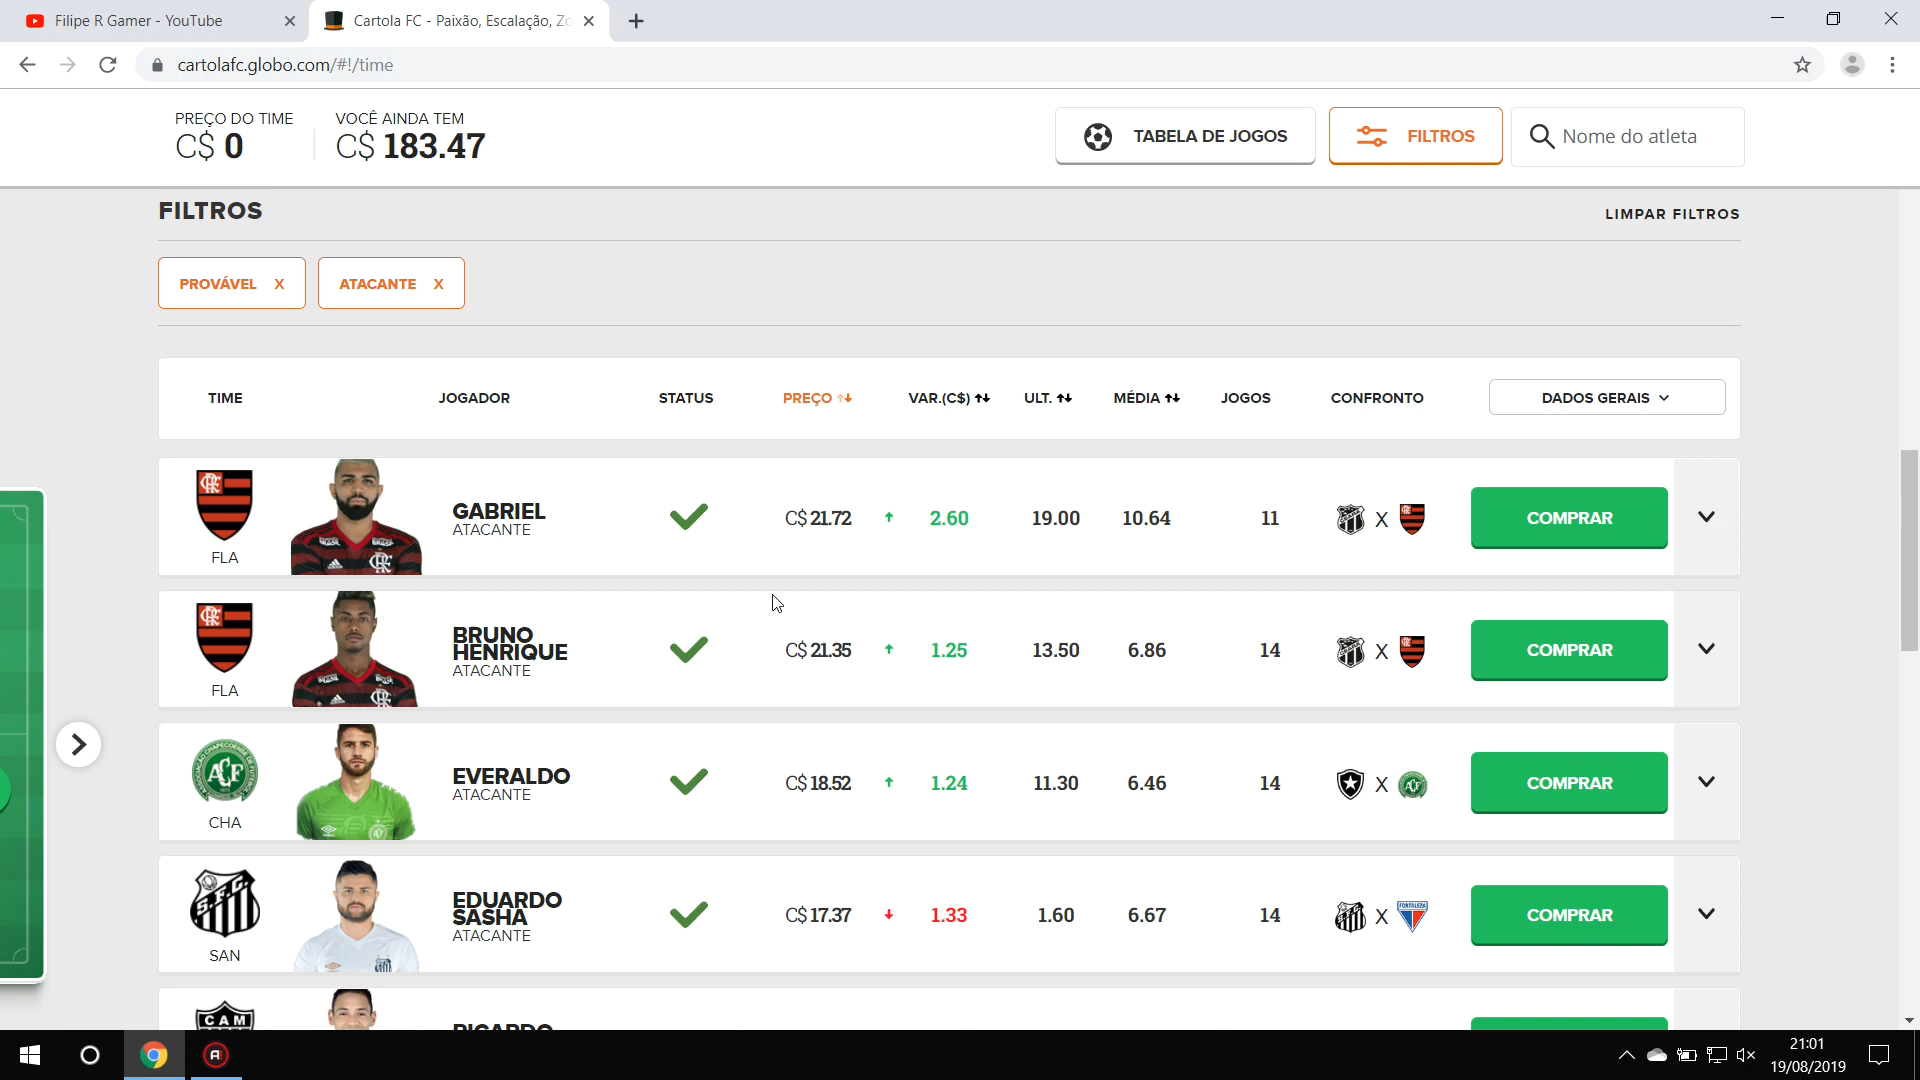 Filipe R Gamer - YouTube
Cartola FC - Paixão, Escalação, Zo
cartolafc.globo.com/#!/time
PREÇO DO TIME
C$ 0
VOCÊ AINDA TEM
C$ 183.47
TABELA DE JOGOS
FILTROS
Nome do atleta
FILTROS
LIMPAR FILTROS
PROVÁVEL X
ATACANTE X
TIME JOGADOR STATUS PREÇO VAR.(C$) ULT. MÉDIA JOGOS CONFRONTO DADOS GERAIS
FLA
GABRIEL
ATACANTE
C$ 21.72 2.60 19.00 10.64 11 X COMPRAR
FLA
BRUNO
HENRIQUE
ATACANTE
C$ 21.35 1.25 13.50 6.86 14 X COMPRAR
CHA
EVERALDO
ATACANTE
C$ 18.52 1.24 11.30 6.46 14 X COMPRAR
SAN
EDUARDO
SASHA
ATACANTE
C$ 17.37 1.33 1.60 6.67 14 X FORTALEZA COMPRAR
CAM
RICARDO
21:01
19/08/2019